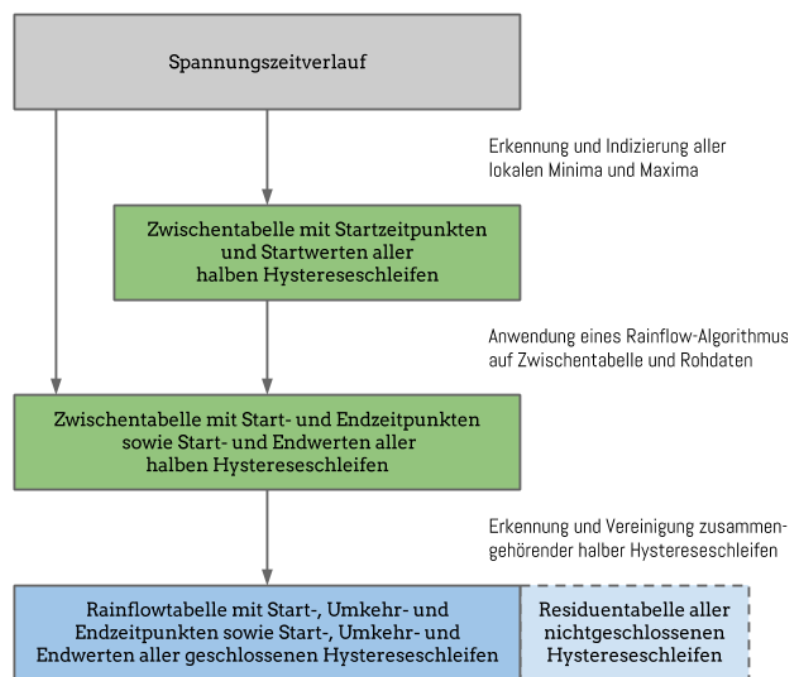 Spannungszeitverlauf
Erkennung und Indizierung aller
lokalen Minima und Maxima
Zwischentabelle mit Startzeitpunkten
und Startwerten aller
halben Hystereseschleifen
Anwendung eines Rainflow-Algorithmus
auf Zwischentabelle und Rohdaten
Zwischentabelle mit Start- und Endzeitpunkten
sowie Start- und Endwerten aller
halben Hystereseschleifen
Erkennung und Vereinigung zusammen-
gehörender halber Hystereseschleifen
Rainflowtabelle mit Start-, Umkehr- und
Endzeitpunkten sowie Start-, Umkehr- und
Endwerten aller geschlossenen Hystereseschleifen
Residuentabelle aller
nichtgeschlossenen
Hystereseschleifen